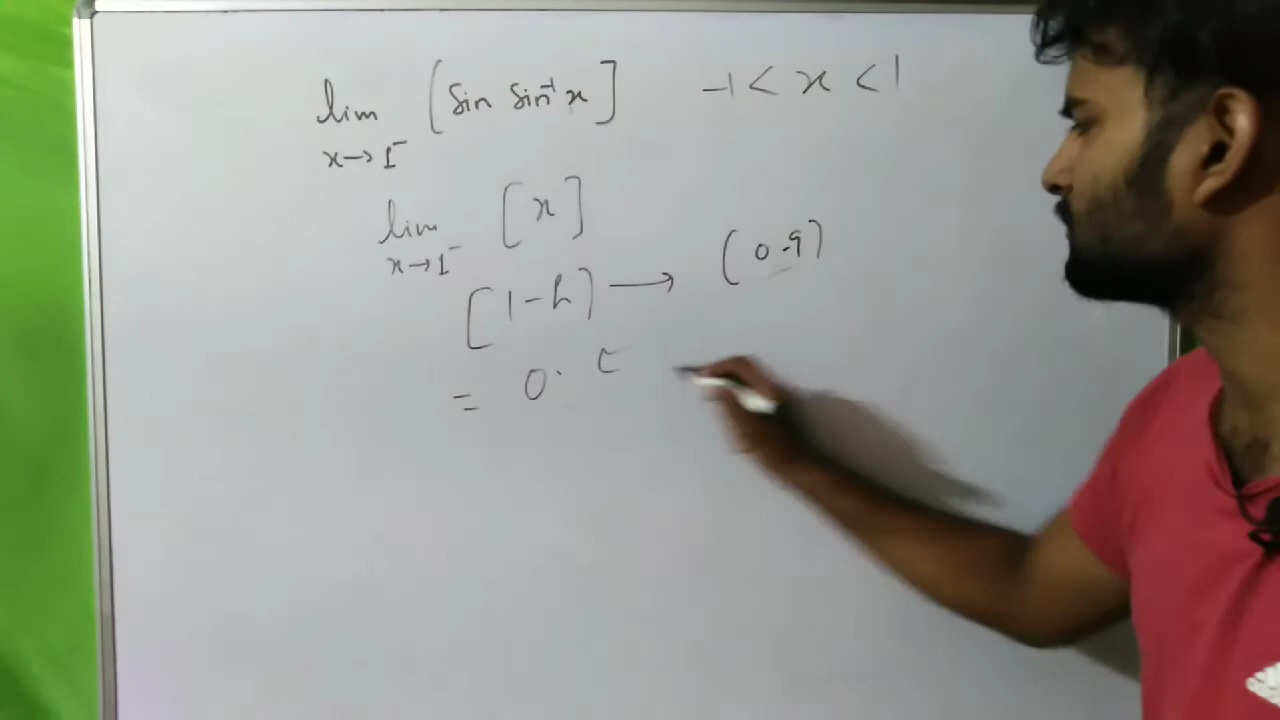 lim [sin sin⁻¹x] -1 < x < 1
x→1⁻
lim [x]
x→1⁻
[1-h] → (0.9)
= 0.